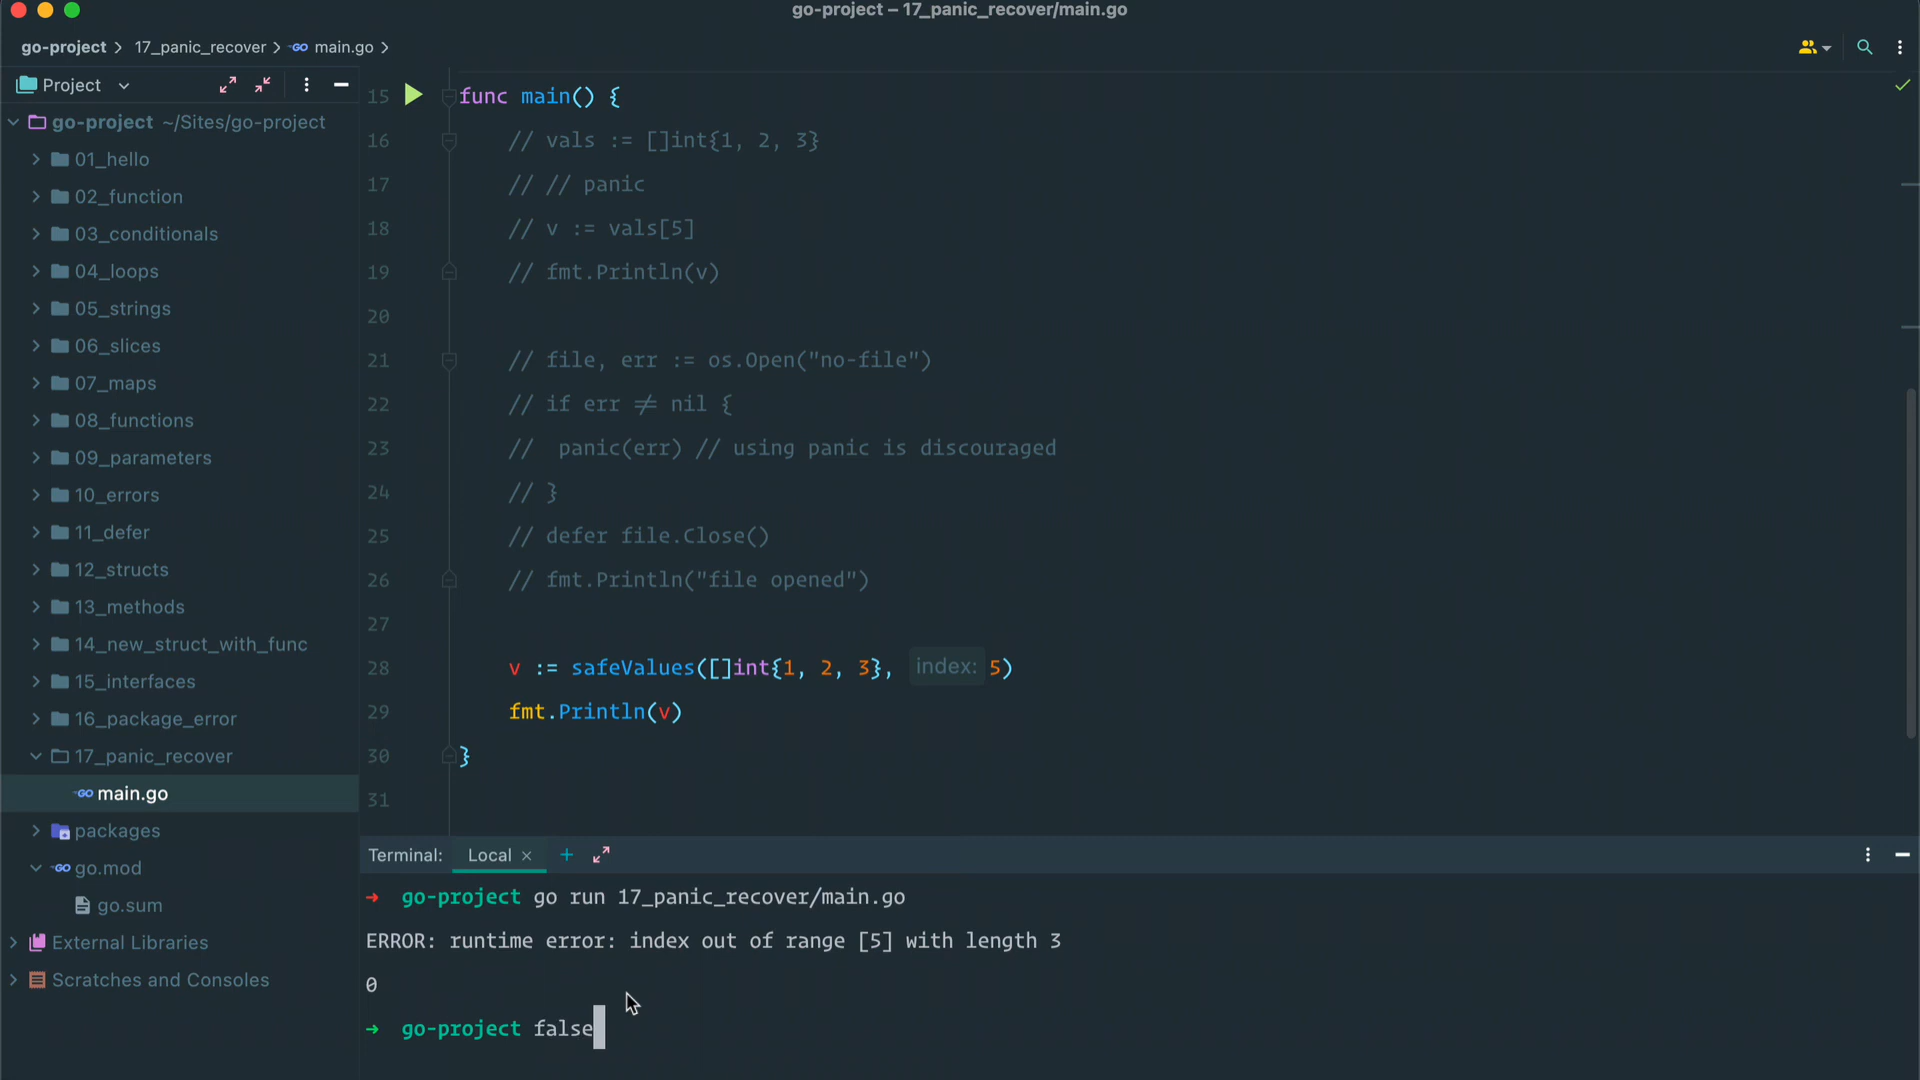 go-project – 17_panic_recover/main.go
go-project > 17_panic_recover > GO main.go >
Project
go-project ~/Sites/go-project
01_hello
02_function
03_conditionals
04_loops
05_strings
06_slices
07_maps
08_functions
09_parameters
10_errors
11_defer
12_structs
13_methods
14_new_struct_with_func
15_interfaces
16_package_error
17_panic_recover
GO main.go
packages
GO go.mod
go.sum
External Libraries
Scratches and Consoles
15 func main() {
16 // vals := []int{1, 2, 3}
17 // // panic
18 // v := vals[5]
19 // fmt.Println(v)
20
21 // file, err := os.Open("no-file")
22 // if err ≠ nil {
23 //  panic(err) // using panic is discouraged
24 // }
25 // defer file.Close()
26 // fmt.Println("file opened")
27
28 v := safeValues([]int{1, 2, 3}, index: 5)
29 fmt.Println(v)
30 }
31
Terminal: Local × +
➜ go-project go run 17_panic_recover/main.go
ERROR: runtime error: index out of range [5] with length 3
0
➜ go-project false